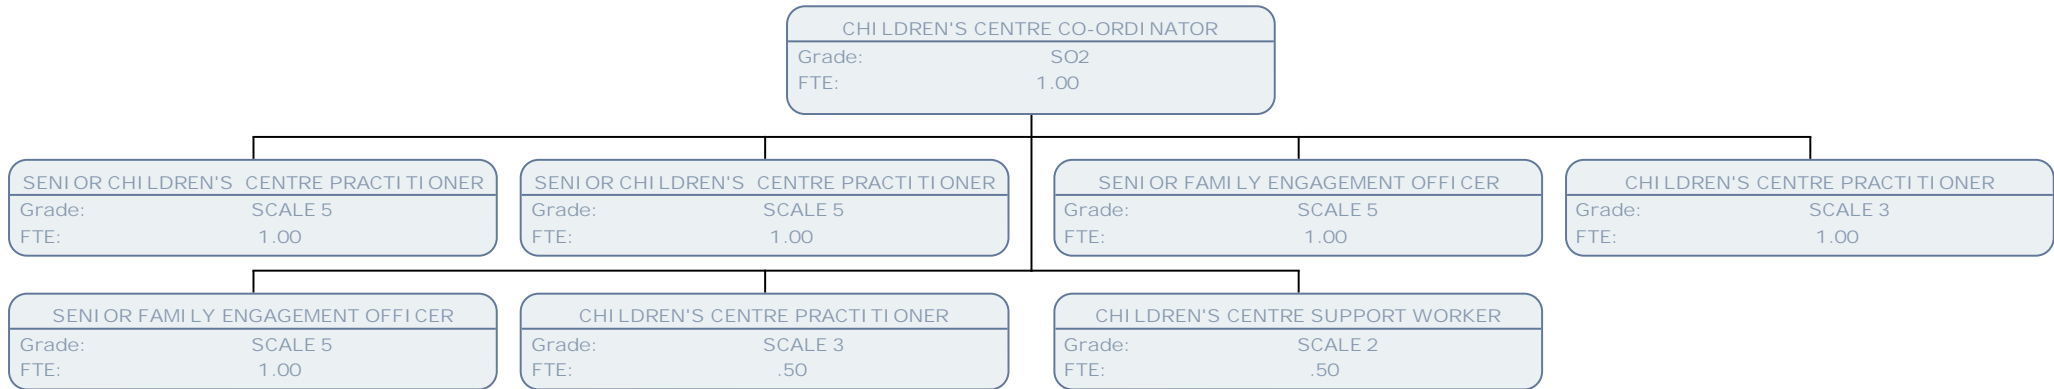 CHILDREN'S CENTRE CO-ORDINATOR
Grade: SO2
FTE: 1.00
SENIOR CHILDREN'S CENTRE PRACTITIONER
Grade: SCALE 5
FTE: 1.00
SENIOR CHILDREN'S CENTRE PRACTITIONER
Grade: SCALE 5
FTE: 1.00
SENIOR FAMILY ENGAGEMENT OFFICER
Grade: SCALE 5
FTE: 1.00
CHILDREN'S CENTRE PRACTITIONER
Grade: SCALE 3
FTE: 1.00
SENIOR FAMILY ENGAGEMENT OFFICER
Grade: SCALE 5
FTE: 1.00
CHILDREN'S CENTRE PRACTITIONER
Grade: SCALE 3
FTE: .50
CHILDREN'S CENTRE SUPPORT WORKER
Grade: SCALE 2
FTE: .50